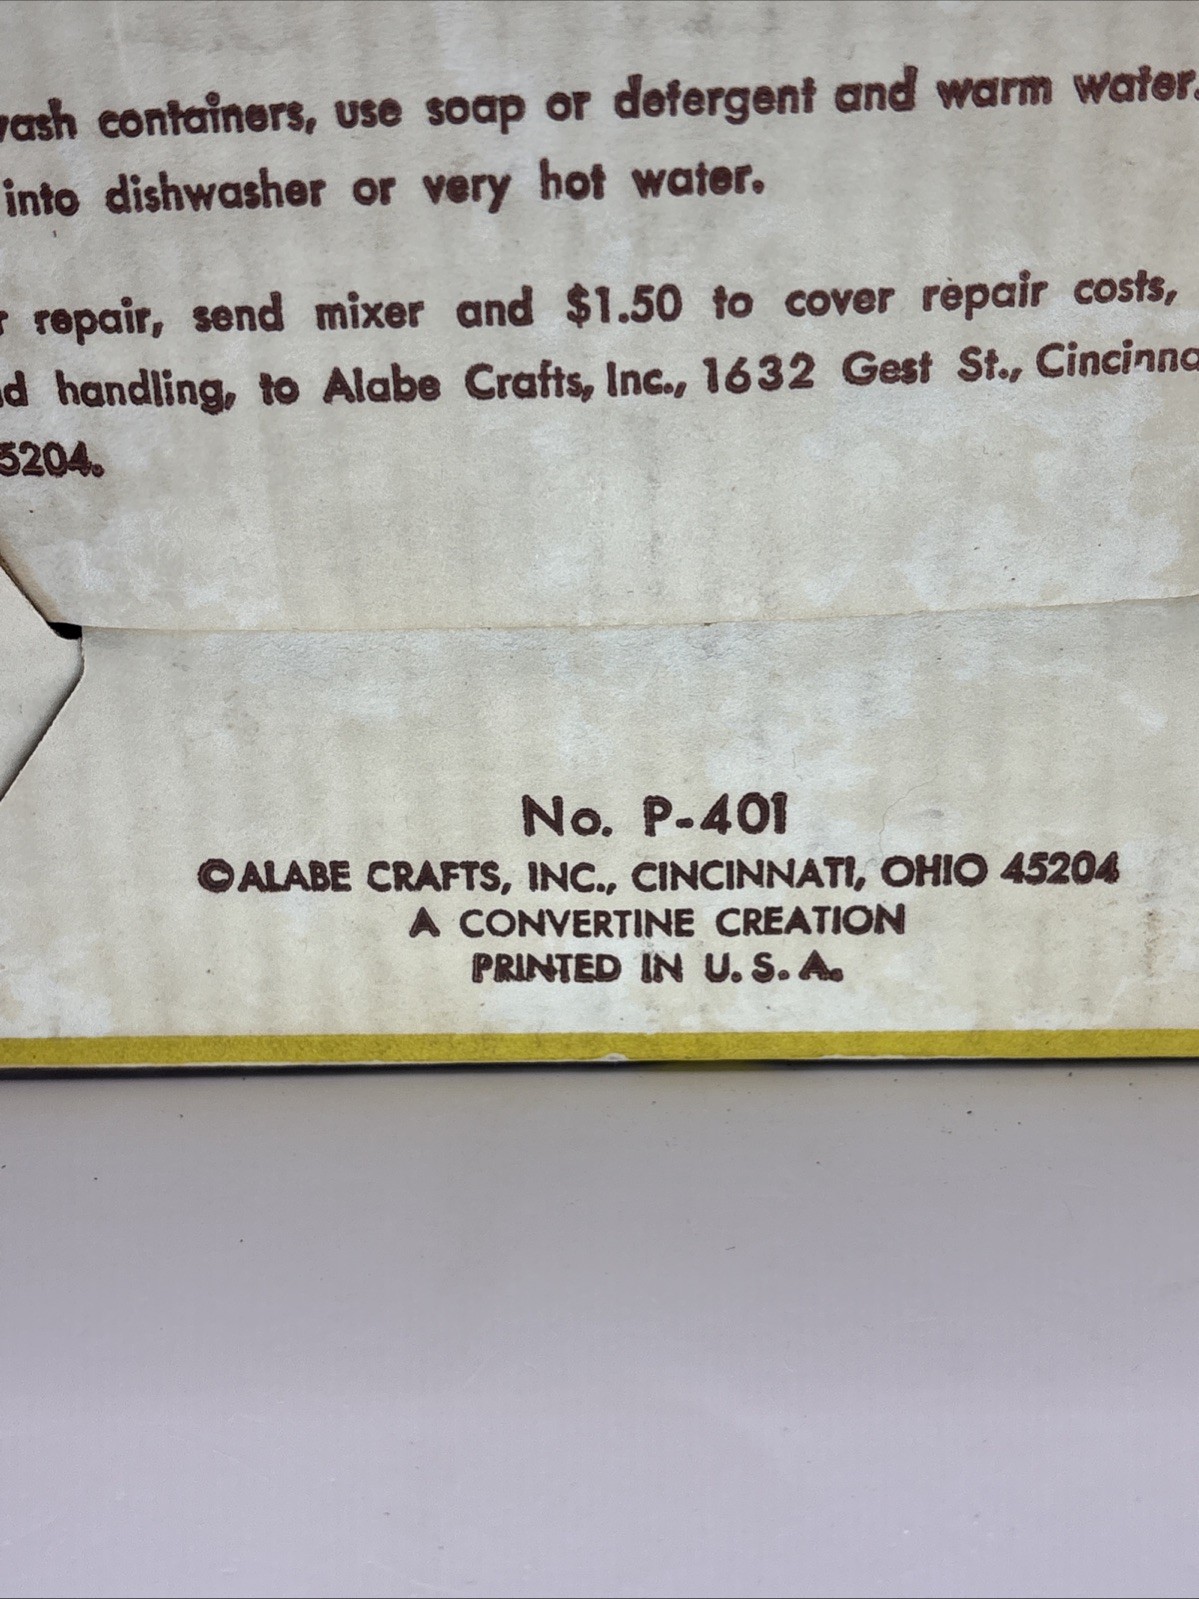 wash containers, use soap or detergent and warm water.
into dishwasher or very hot water.
repair, send mixer and $1.50 to cover repair costs,
handling, to Alabe Crafts, Inc., 1632 Gest St., Cincinna
5204.
No. P-401
©ALABE CRAFTS, INC., CINCINNATI, OHIO 45204
A CONVERTINE CREATION
PRINTED IN U.S.A.